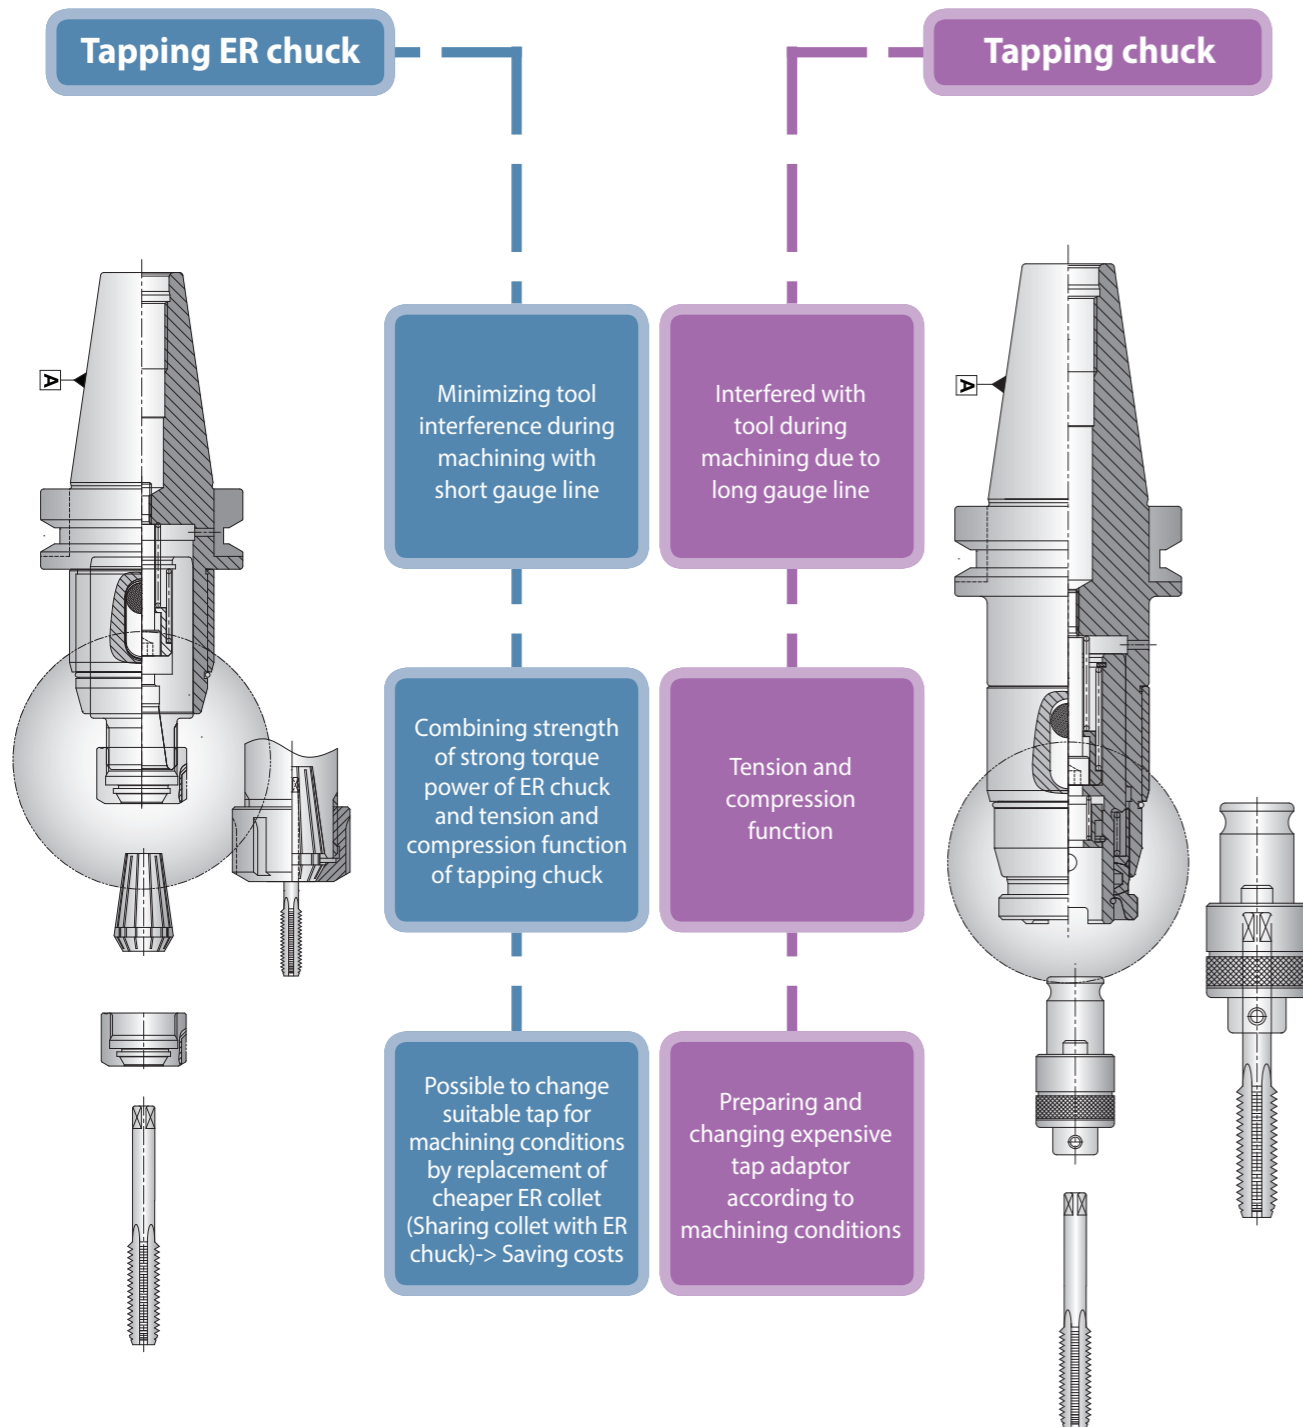 Tapping ER chuck
Tapping chuck
Minimizing tool
interference during
machining with
short gauge line
Interfered with
tool during
machining due to
long gauge line
A
A
Combining strength
of strong torque
power of ER chuck
and tension and
compression function
of tapping chuck
Tension and
compression
function
Possible to change
suitable tap for
machining conditions
by replacement of
cheaper ER collet
(Sharing collet with ER
chuck)-> Saving costs
Preparing and
changing expensive
tap adaptor
according to
machining conditions